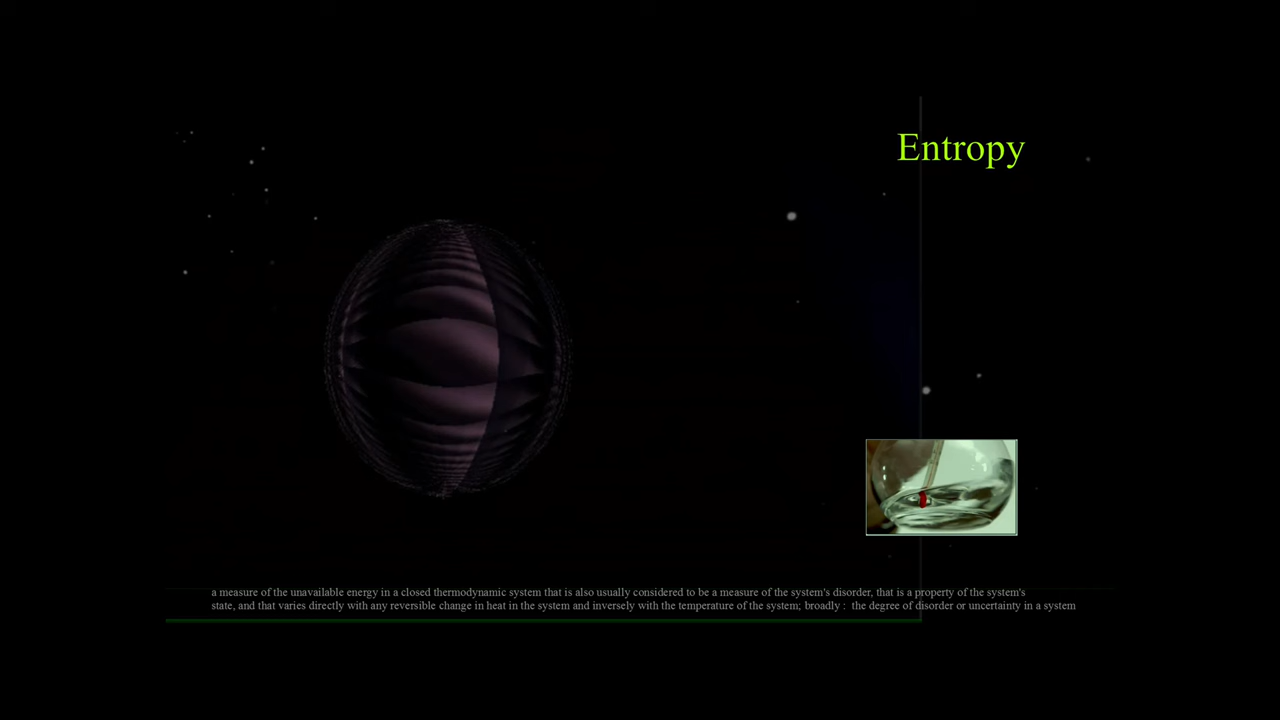 Entropy
a measure of the unavailable energy in a closed thermodynamic system that is also usually considered to be a measure of the system's disorder, that is a property of the system's
state, and that varies directly with any reversible change in heat in the system and inversely with the temperature of the system; broadly :  the degree of disorder or uncertainty in a system